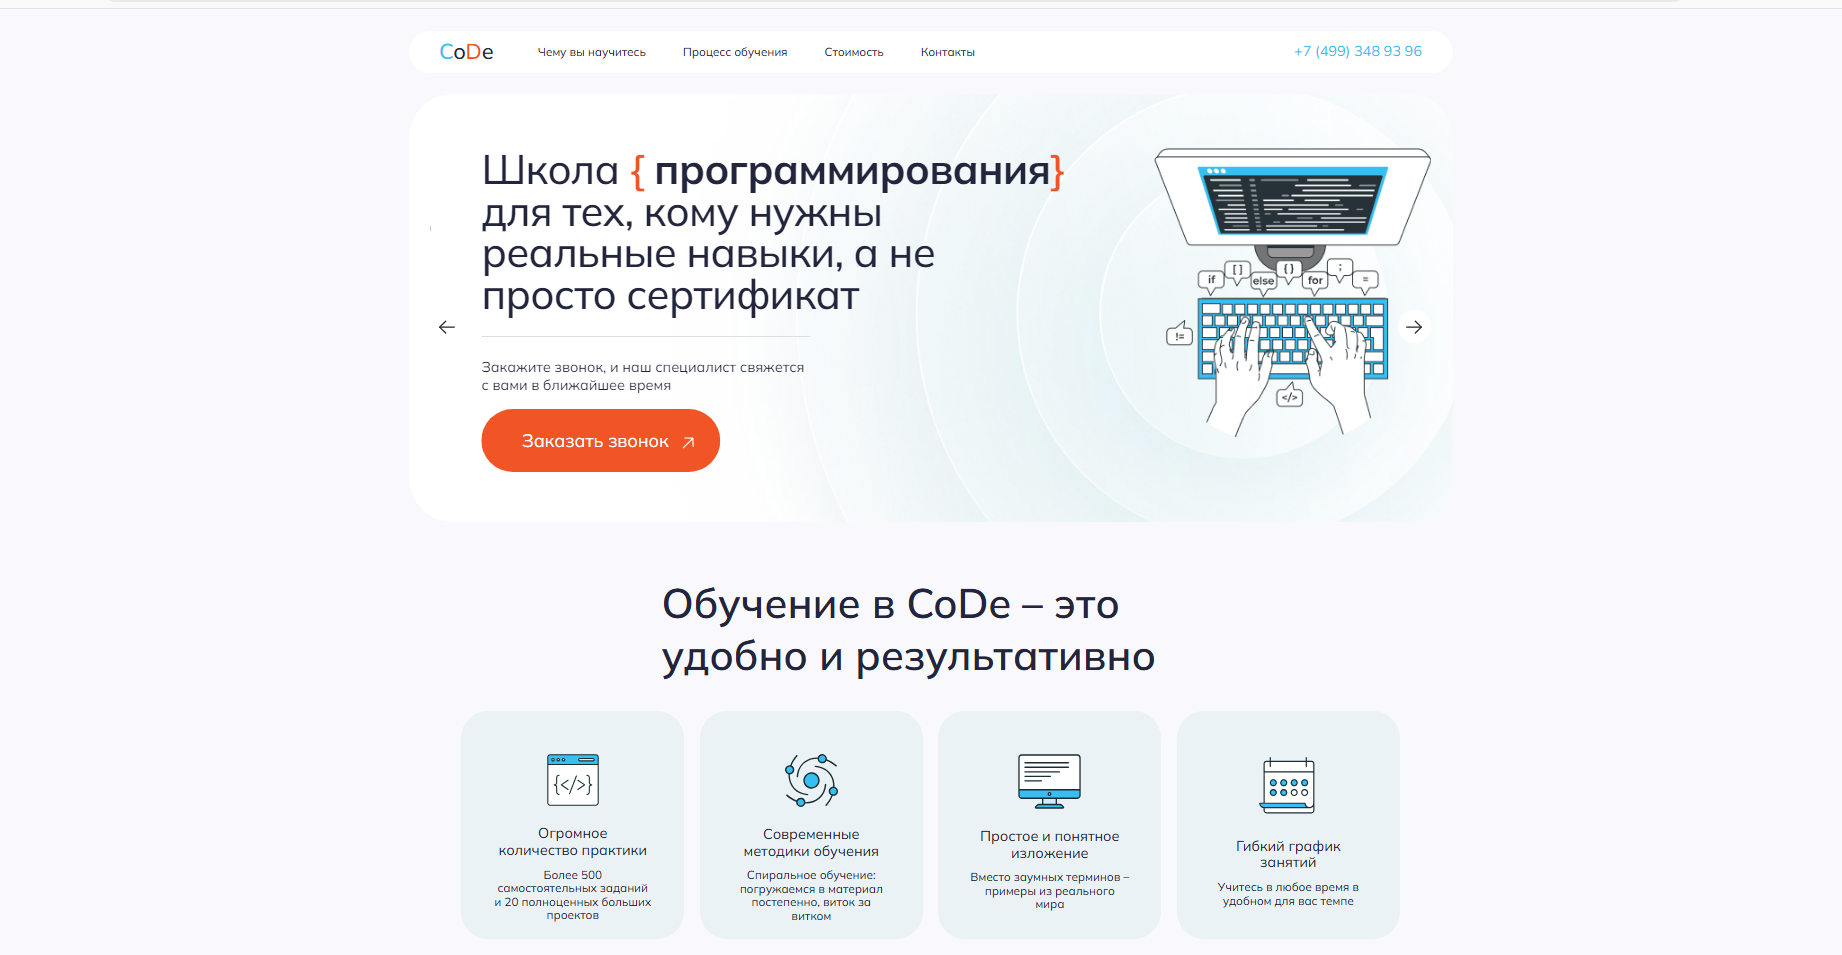 CoDe
Чему вы научитесь
Процесс обучения
Стоимость
Контакты
+7 (499) 348 93 96
Школа { программирования}
для тех, кому нужны
реальные навыки, а не
просто сертификат
Закажите звонок, и наш специалист свяжется
с вами в ближайшее время
Заказать звонок
if
[ ]
else
{ }
for
;
=
!=
</>
Обучение в CoDe – это
удобно и результативно
{</>}
Огромное
количество практики
Более 500
самостоятельных заданий
и 20 полноценных больших
проектов
Современные
методики обучения
Спиральное обучение:
погружаемся в материал
постепенно, виток за
витком
Простое и понятное
изложение
Вместо заумных терминов –
примеры из реального
мира
Гибкий график
занятий
Учитесь в любое время в
удобном для вас темпе